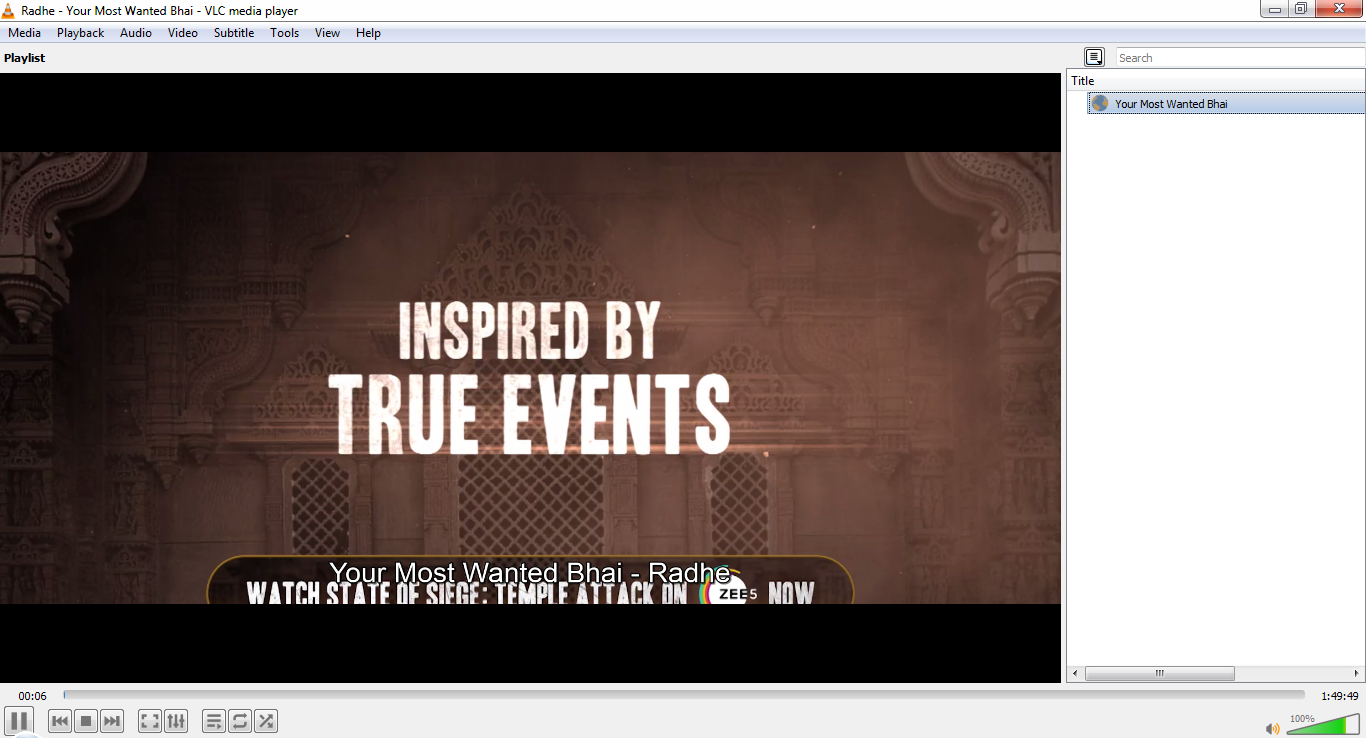 Radhe - Your Most Wanted Bhai - VLC media player
Media Playback Audio Video Subtitle Tools View Help
Playlist
Search
Title
Your Most Wanted Bhai
INSPIRED BY
TRUE EVENTS
Your Most Wanted Bhai - Radhe
WATCH STATE OF SIEGE: TEMPLE ATTACK ON ZEE5 NOW
00:06
1:49:49
100%